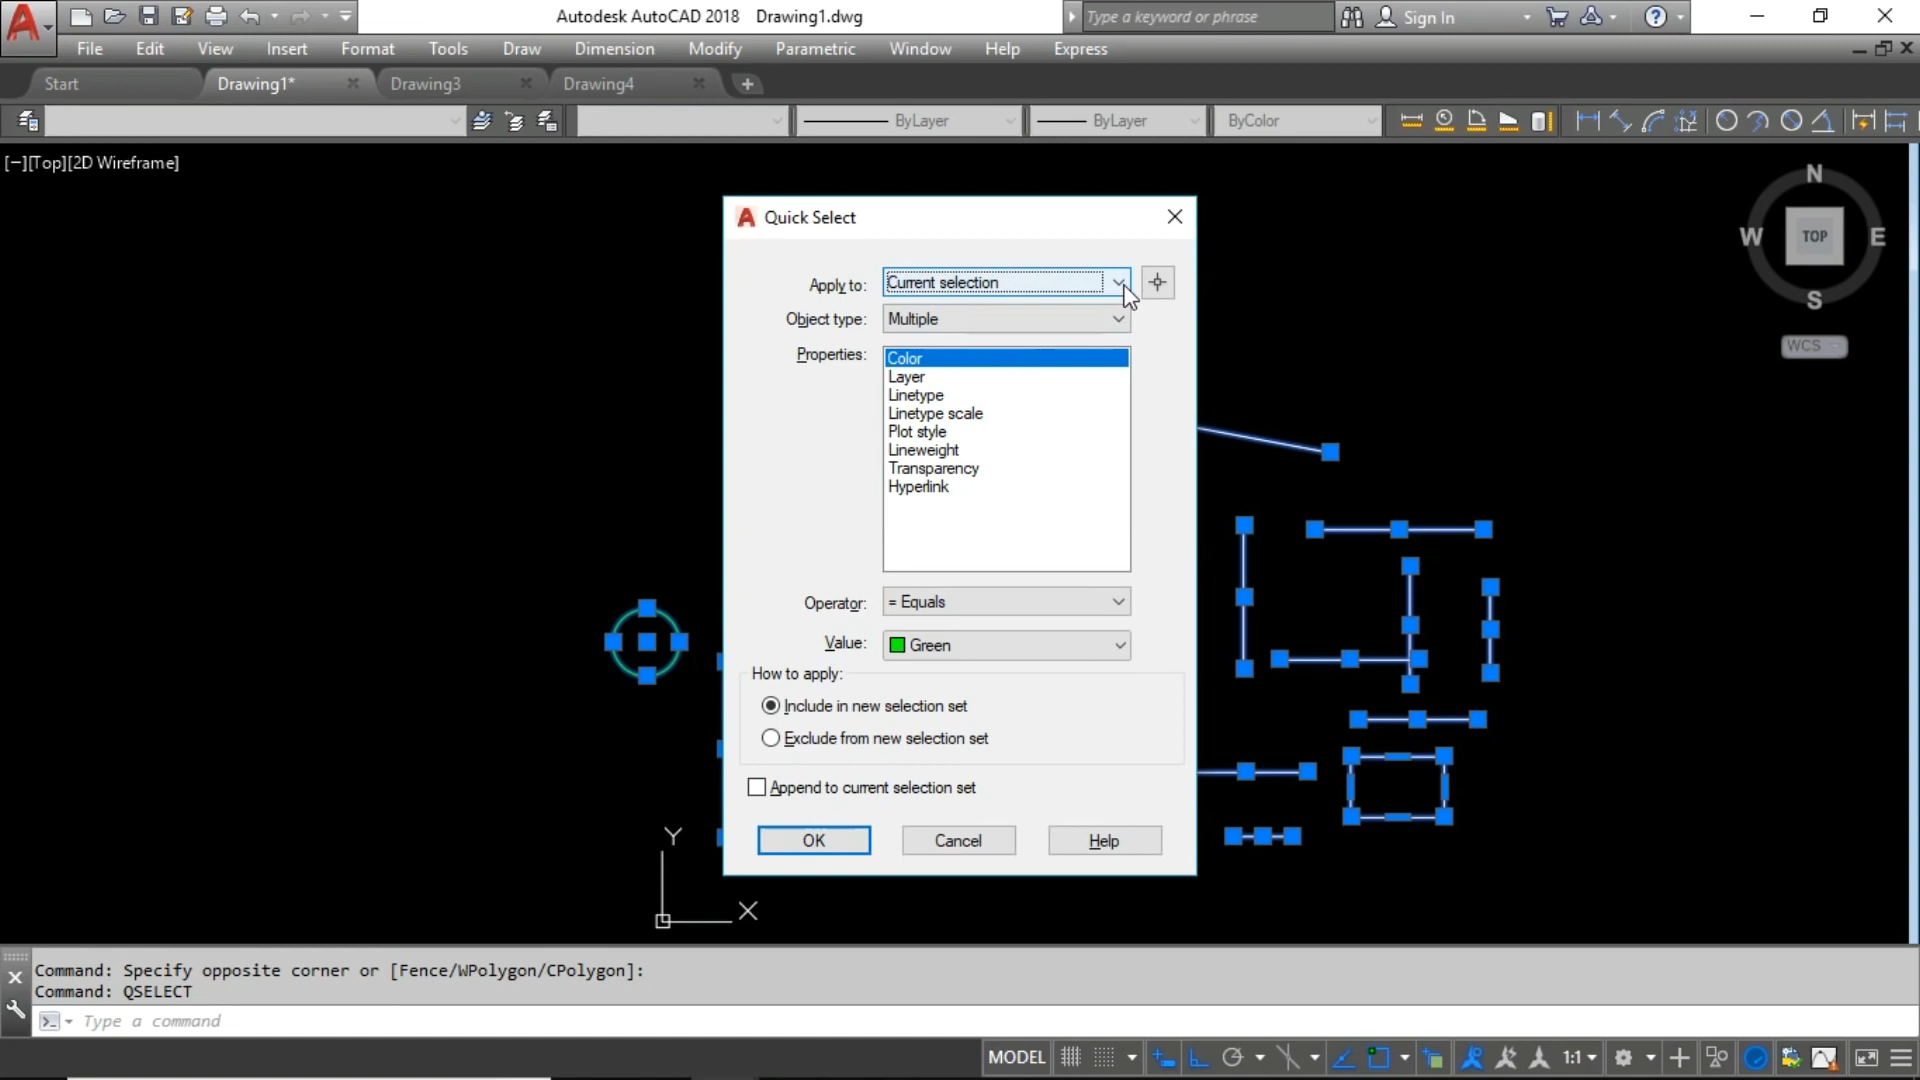 Autodesk AutoCAD 2018 Drawing1.dwg
Type a keyword or phrase
Sign In
File Edit View Insert Format Tools Draw Dimension Modify Parametric Window Help Express
Start Drawing1* Drawing3 Drawing4
ByLayer ByLayer ByColor
[−][Top][2D Wireframe]
N
W TOP E
S
WCS
Quick Select
Apply to: Current selection
Object type: Multiple
Properties: Color
Layer
Linetype
Linetype scale
Plot style
Lineweight
Transparency
Hyperlink
Operator: = Equals
Value: Green
How to apply:
Include in new selection set
Exclude from new selection set
Append to current selection set
OK Cancel Help
Y
X
Command: Specify opposite corner or [Fence/WPolygon/CPolygon]:
Command: QSELECT
Type a command
MODEL 1:1